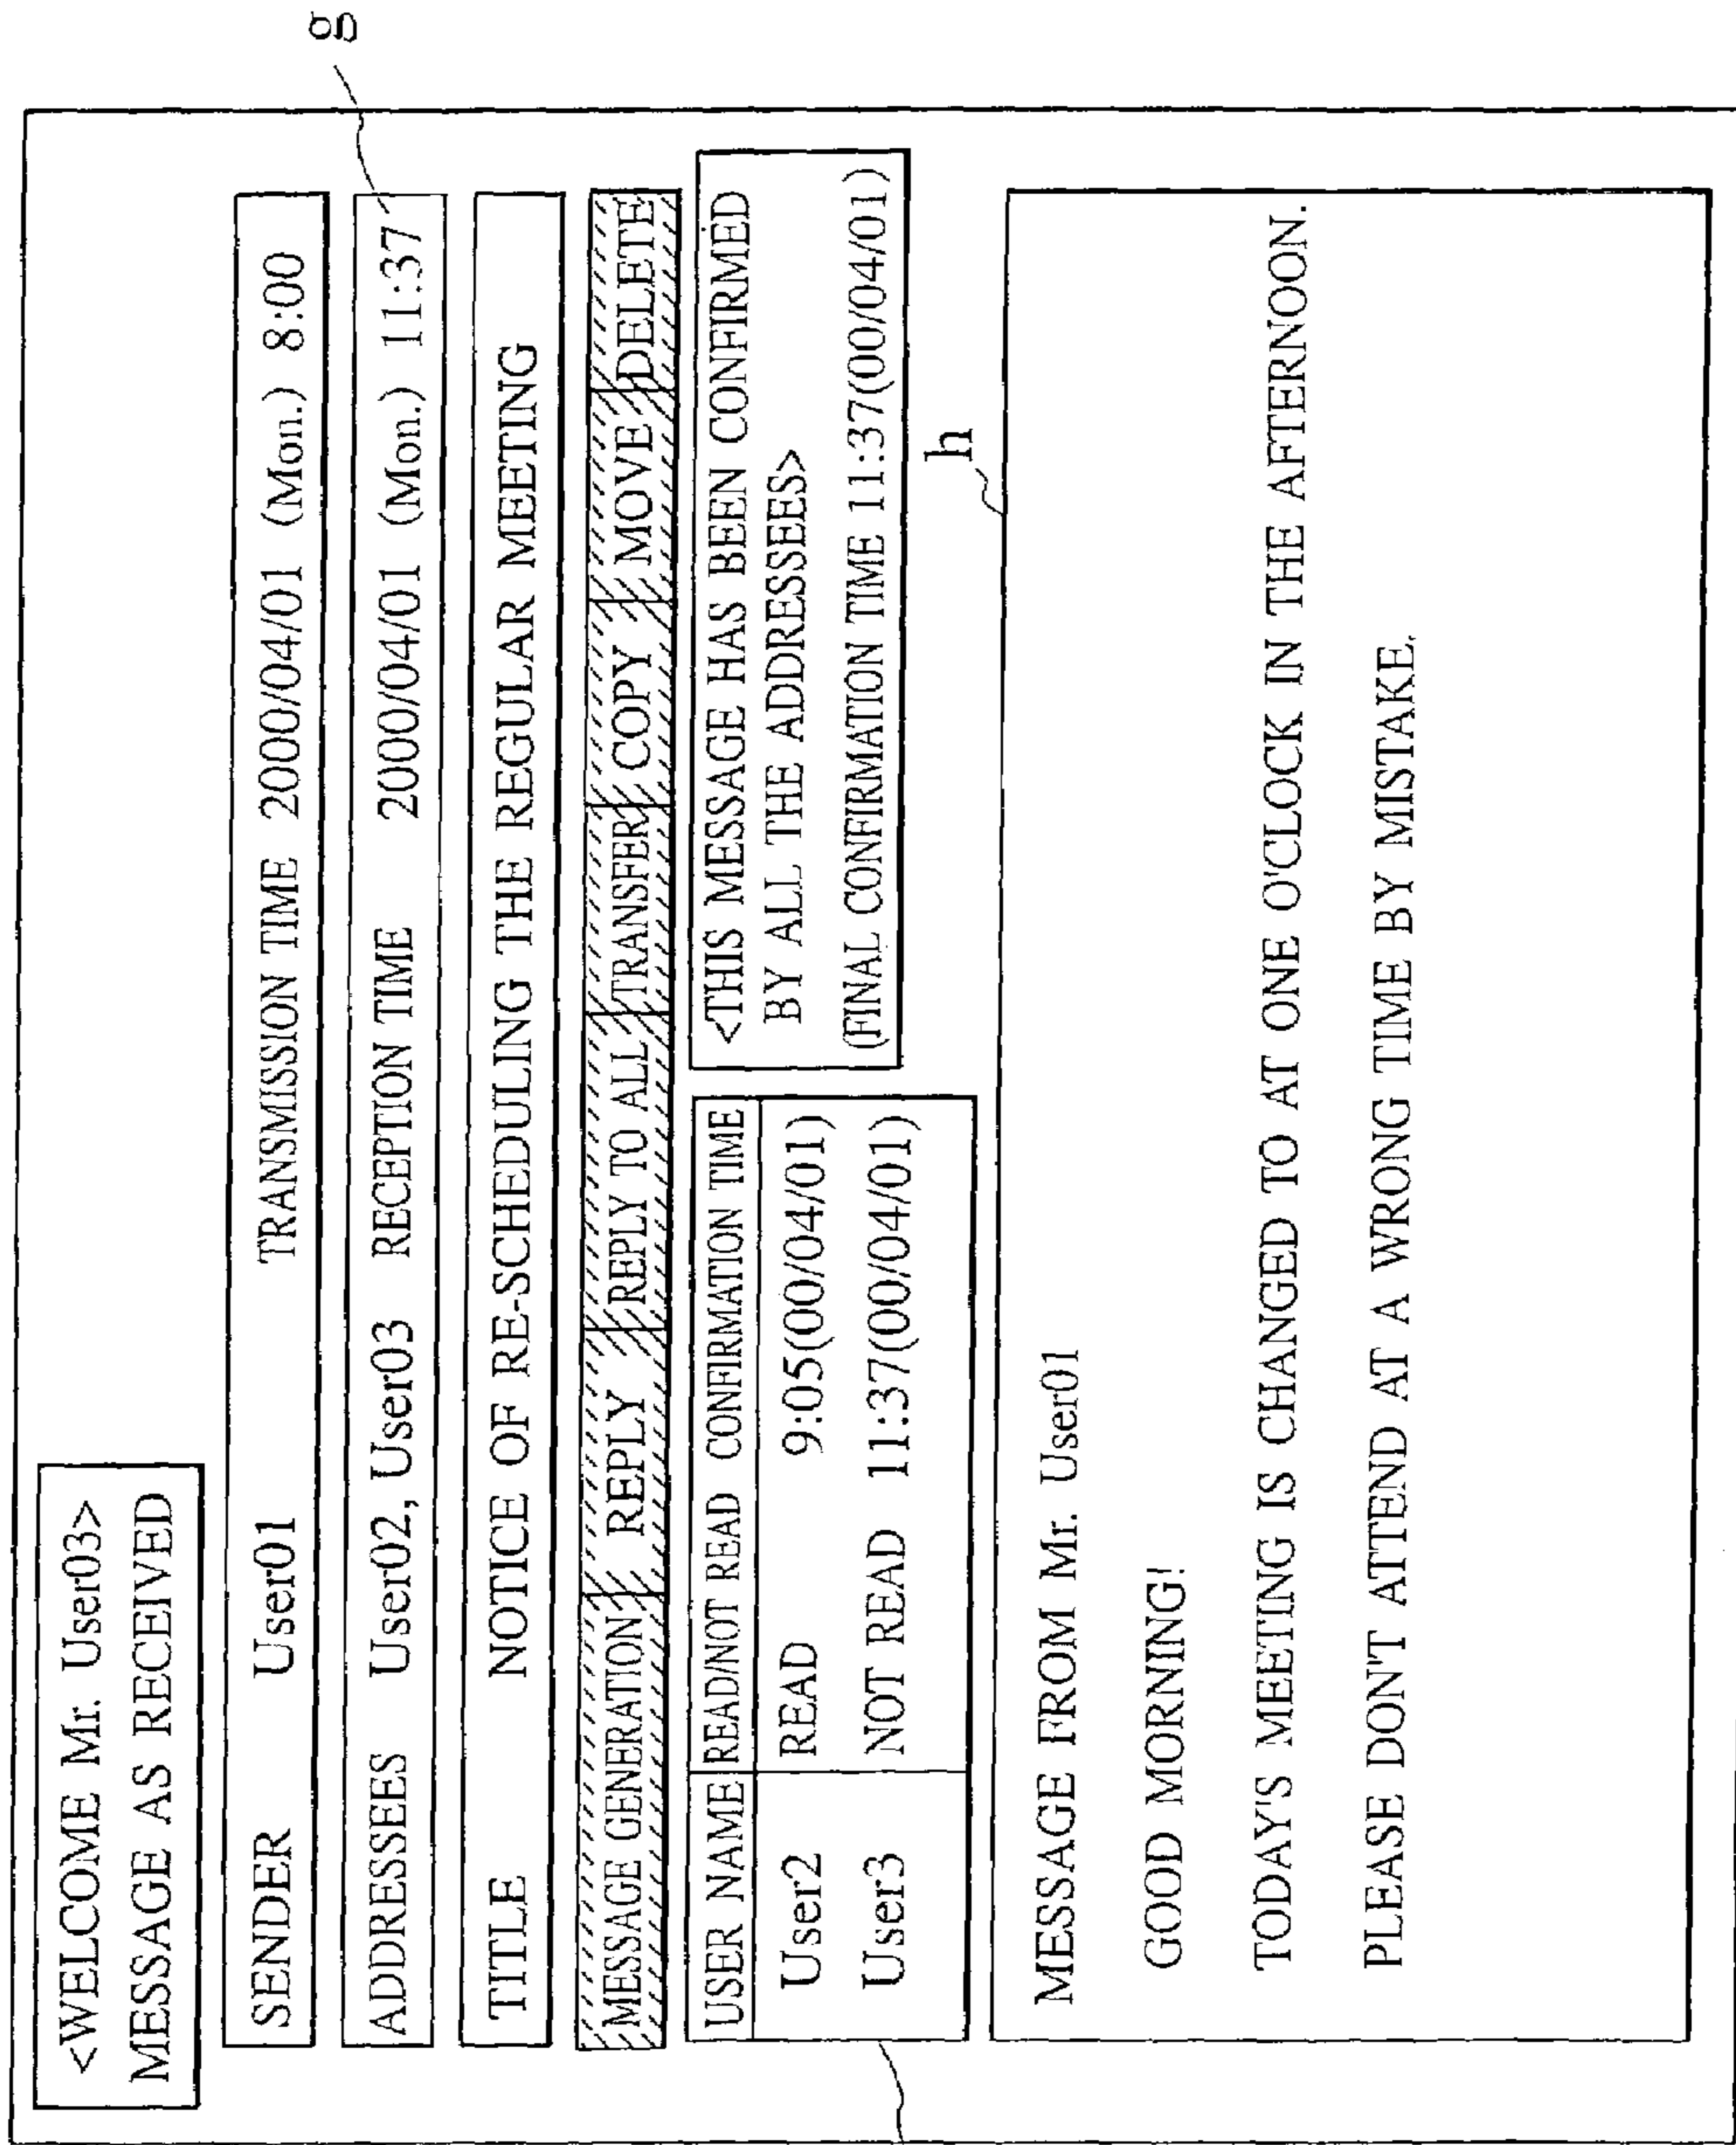 <WELCOME Mr. User03>
MESSAGE AS RECEIVED
SENDER User01 TRANSMISSION TIME 2000/04/01 (Mon.) 8:00
g
ADDRESSEES User02, User03 RECEPTION TIME 2000/04/01 (Mon.) 11:37
TITLE NOTICE OF RE-SCHEDULING THE REGULAR MEETING
MESSAGE GENERATION REPLY REPLY TO ALL TRANSFER COPY MOVE DELETE
USER NAME READ/NOT READ CONFIRMATION TIME
User2 READ 9:05(00/04/01)
User3 NOT READ 11:37(00/04/01)
<THIS MESSAGE HAS BEEN CONFIRMED
BY ALL THE ADDRESSEES>
(FINAL CONFIRMATION TIME 11:37(00/04/01)
h
MESSAGE FROM Mr. User01
GOOD MORNING!
TODAY'S MEETING IS CHANGED TO AT ONE O'CLOCK IN THE AFTERNOON.
PLEASE DON'T ATTEND AT A WRONG TIME BY MISTAKE.